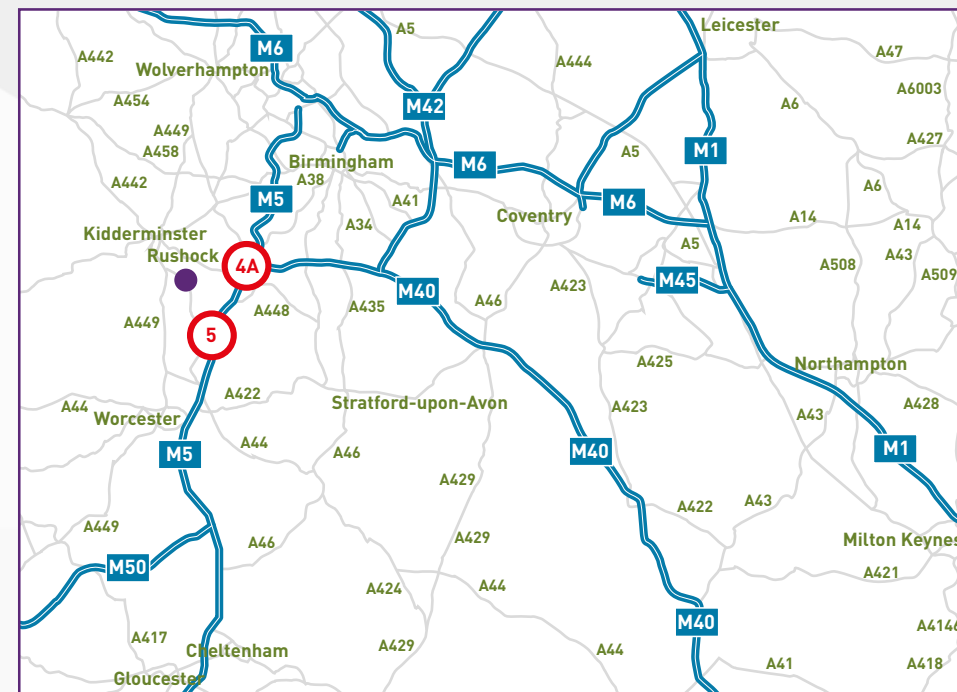 Leicester
A5
M6
A47
A442
A444
Wolverhampton
A6003
A454
M42
A6
A449
A427
A458
A5
M1
Birmingham
M6
A442
A38
A6
M5
A41
M6
Coventry
A14
A34
A14
Kidderminster
A5
A43
Rushock
A508
4A
A509
M45
A423
M40
A46
A448
A435
A449
5
A425
Northampton
A422
Stratford-upon-Avon
A428
A44
A423
Worcester
A43
A44
M1
A46
M40
M5
A429
A43
A422
A449
A429
Milton Keynes
A46
M50
A421
A44
A424
M40
A4146
A417
A429
Cheltenham
A44
A41
A418
Gloucester